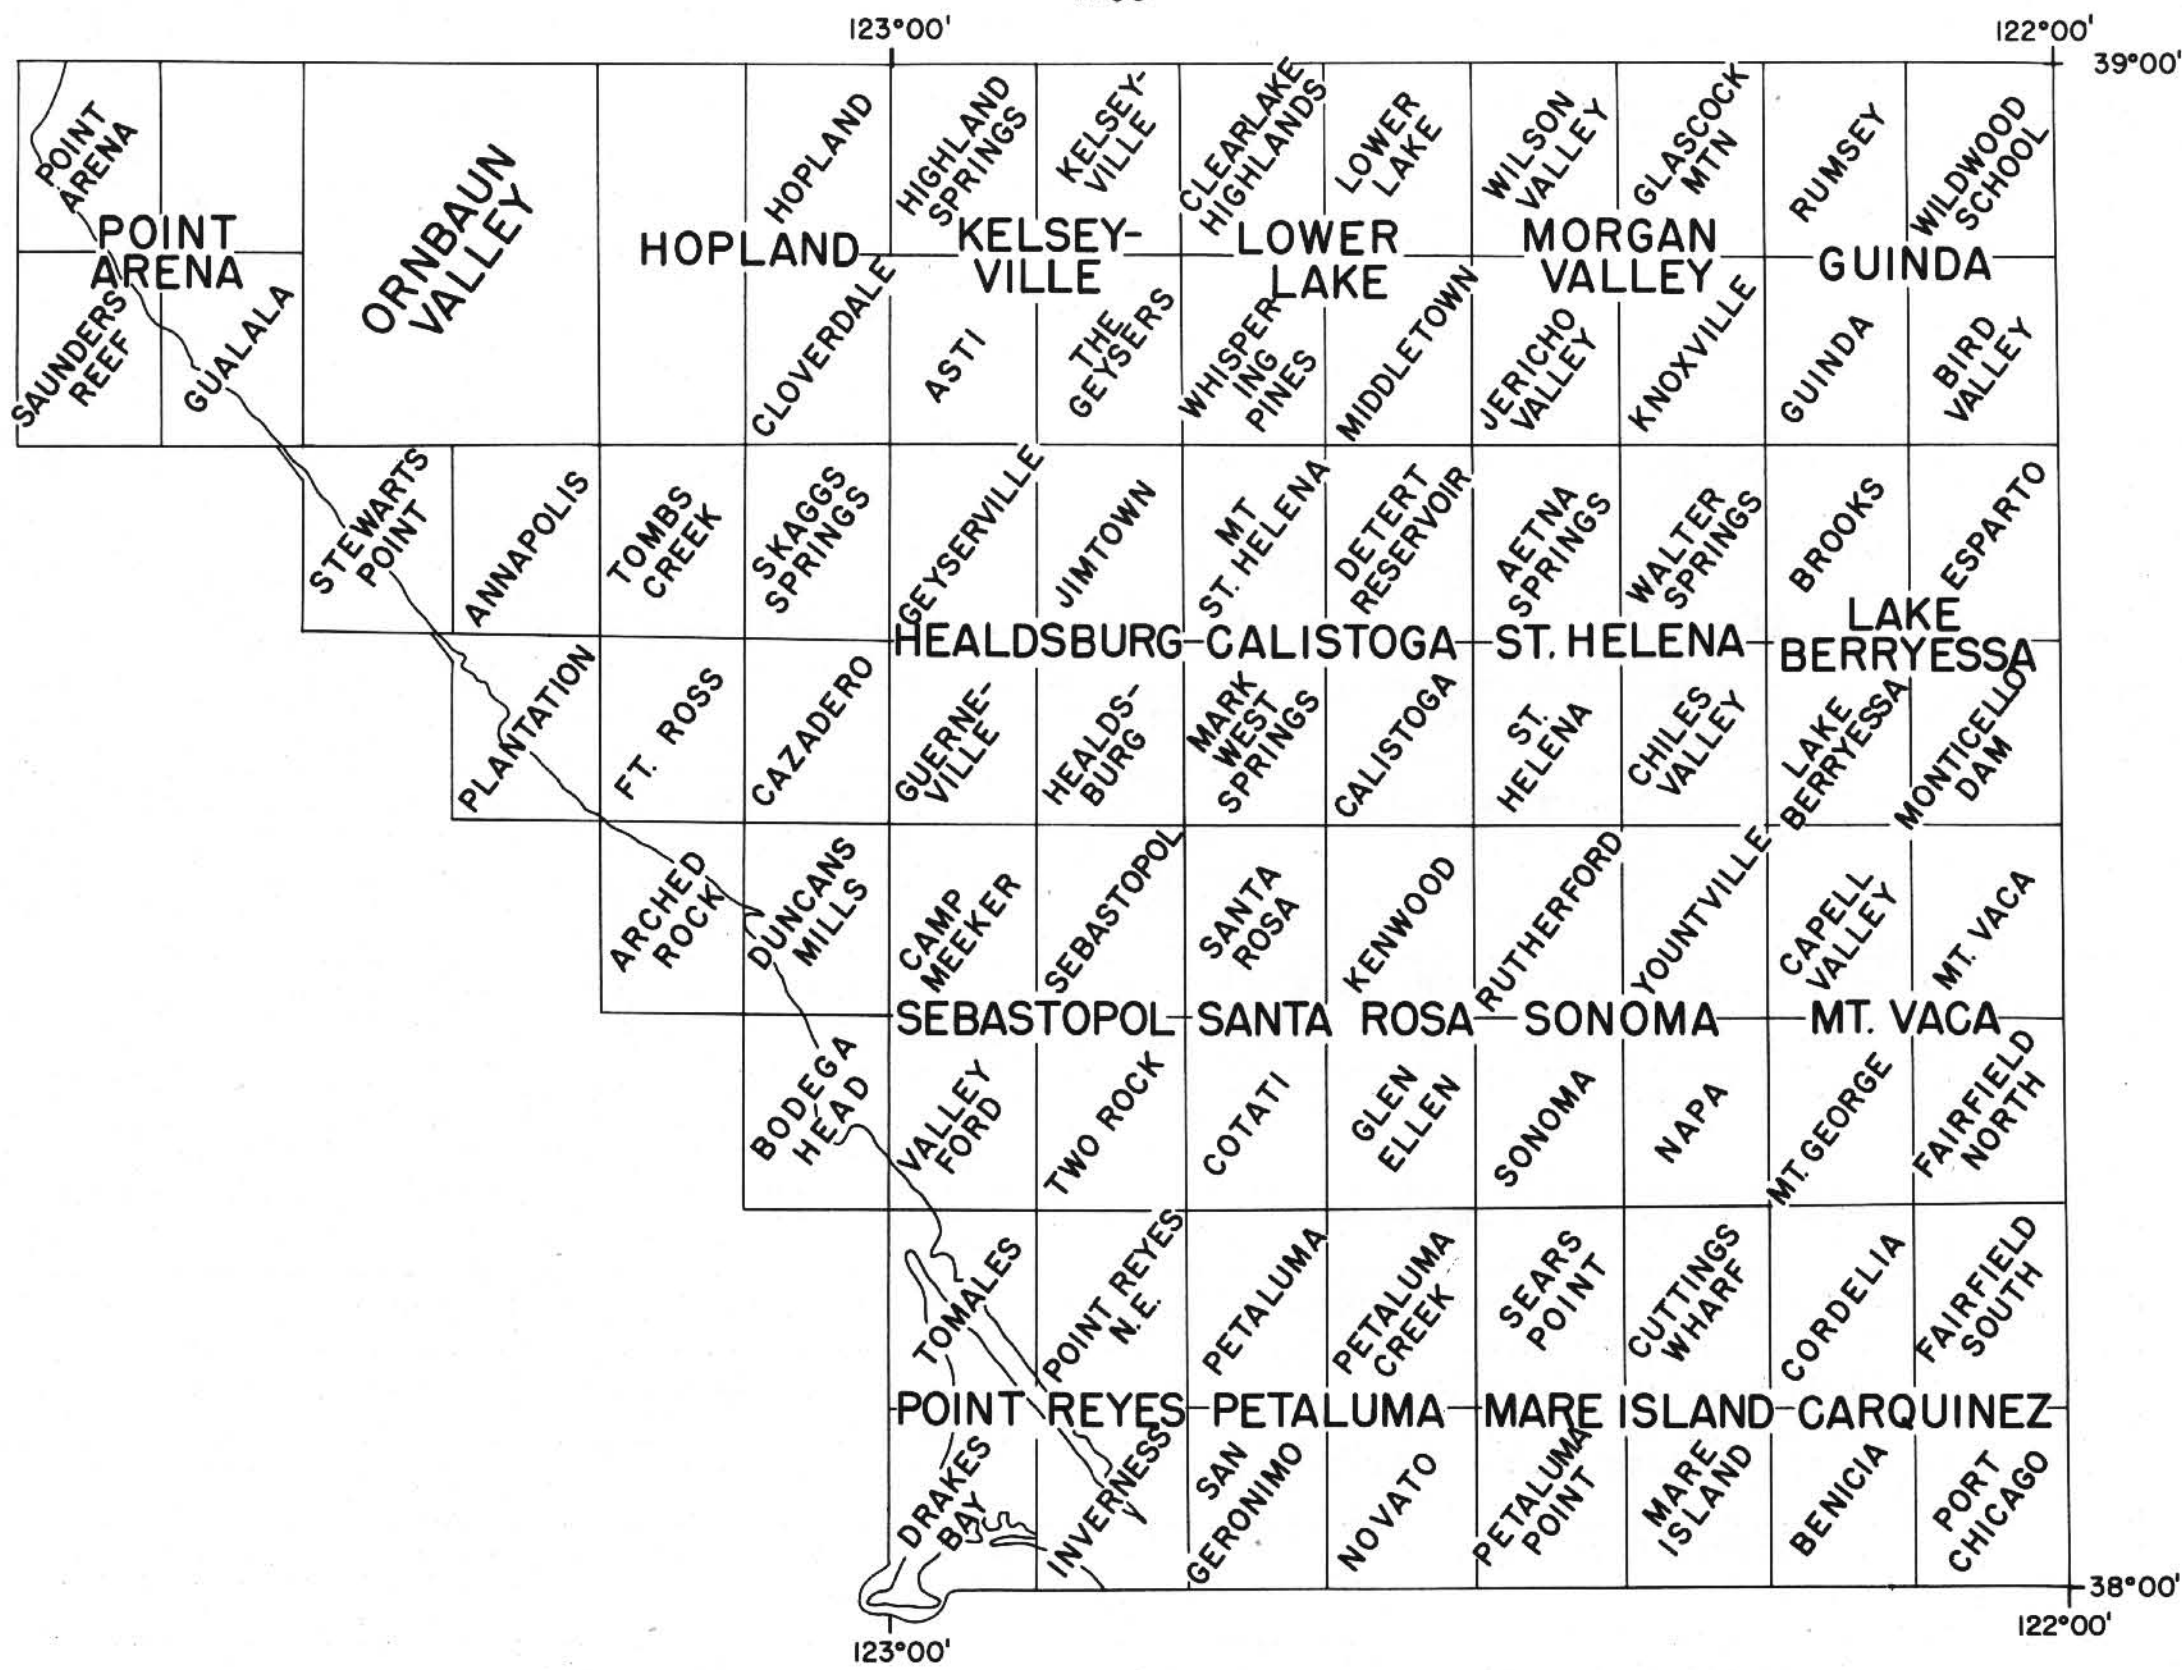 123°00'
122°00'
39°00'
POINT
ARENA
HOPLAND
HIGHLAND
SPRINGS
KELSEY-
VILLE
CLEARLAKE
HIGHLANDS
LOWER
LAKE
WILSON
VALLEY
GLASCOCK
MTN
RUMSEY
WILDWOOD
SCHOOL
POINT
ARENA
ORNBAUN
VALLEY
HOPLAND
KELSEY-
VILLE
LOWER
LAKE
MORGAN
VALLEY
GUINDA
SAUNDERS
REEF
GUALALA
CLOVERDALE
ASTI
THE
GEYSERS
WHISPER-
ING
PINES
MIDDLETOWN
JERICHO
VALLEY
KNOXVILLE
GUINDA
BIRD
VALLEY
STEWARTS
POINT
ANNAPOLIS
TOMBS
CREEK
SKAGGS
SPRINGS
GEYSERVILLE
JIMTOWN
MT
ST. HELENA
DETERT
RESERVOIR
AETNA
SPRINGS
WALTER
SPRINGS
BROOKS
ESPARTO
HEALDSBURG
CALISTOGA
ST. HELENA
LAKE
BERRYESSA
PLANTATION
FT. ROSS
CAZADERO
GUERNE-
VILLE
HEALDS-
BURG
MARK
WEST
SPRINGS
CALISTOGA
ST.
HELENA
CHILES
VALLEY
LAKE
BERRYESSA
MONTICELLO
DAM
ARCHED
ROCK
DUNCANS
MILLS
CAMP
MEEKER
SEBASTOPOL
SANTA
ROSA
KENWOOD
RUTHERFORD
YOUNTVILLE
CAPELL
VALLEY
MT. VACA
SEBASTOPOL
SANTA ROSA
SONOMA
MT. VACA
BODEGA
HEAD
VALLEY
FORD
TWO ROCK
COTATI
GLEN
ELLEN
SONOMA
NAPA
MT. GEORGE
FAIRFIELD
NORTH
TOMALES
POINT REYES
N.E.
PETALUMA
PETALUMA
CREEK
SEARS
POINT
CUTTINGS
WHARF
CORDELIA
FAIRFIELD
SOUTH
POINT REYES
PETALUMA
MARE ISLAND
CARQUINEZ
DRAKES
BAY
INVERNESS
SAN
GERONIMO
NOVATO
PETALUMA
POINT
MARE
ISLAND
BENICIA
PORT
CHICAGO
38°00'
123°00'
122°00'